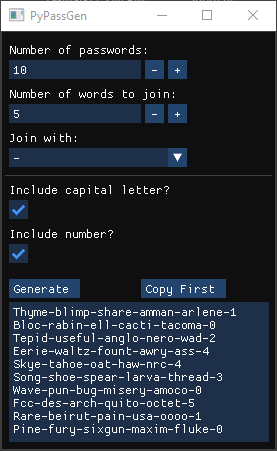 PyPassGen
Number of passwords:
10 - +
Number of words to join:
5 - +
Join with:
-
Include capital letter?
Include number?
Generate Copy First
Thyme-blimp-share-amman-arlene-1
Bloc-rabin-ell-cacti-tacoma-0
Tepid-useful-anglo-nero-wad-2
Eerie-waltz-fount-awry-ass-4
Skye-tahoe-oat-haw-nrc-4
Song-shoe-spear-larva-thread-3
Wave-pun-bug-misery-amoco-0
Fcc-des-arch-quito-octet-5
Rare-beirut-pain-usa-oooo-1
Pine-fury-sixgun-maxim-fluke-0